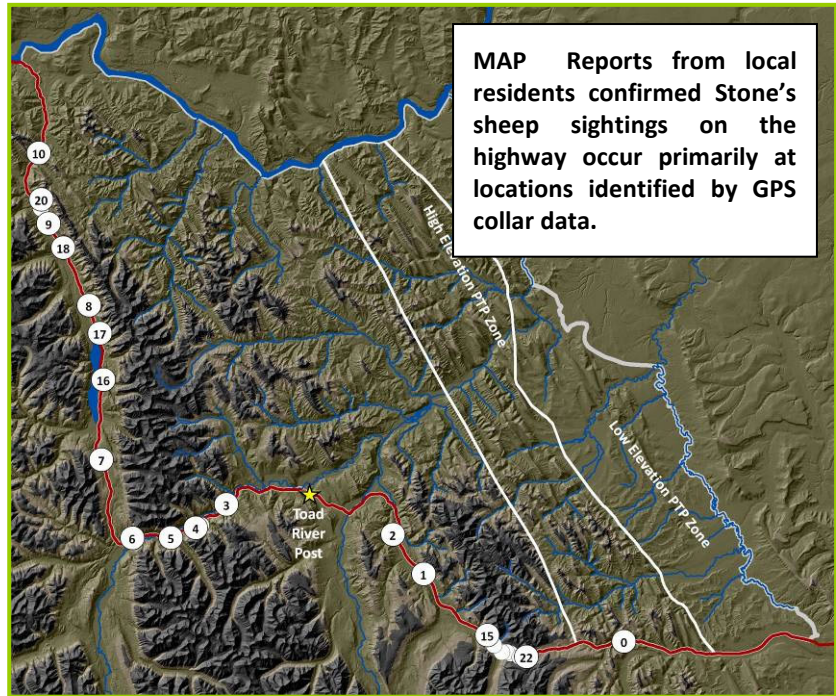 MAP Reports from local
residents confirmed Stone's
sheep sightings on the
highway occur primarily at
locations identified by GPS
collar data.
High Elevation PTP Zone
Low Elevation PTP Zone
10
20
9
18
8
17
16
7
6
5
4
3
Toad
River
Post
2
1
15
22
0